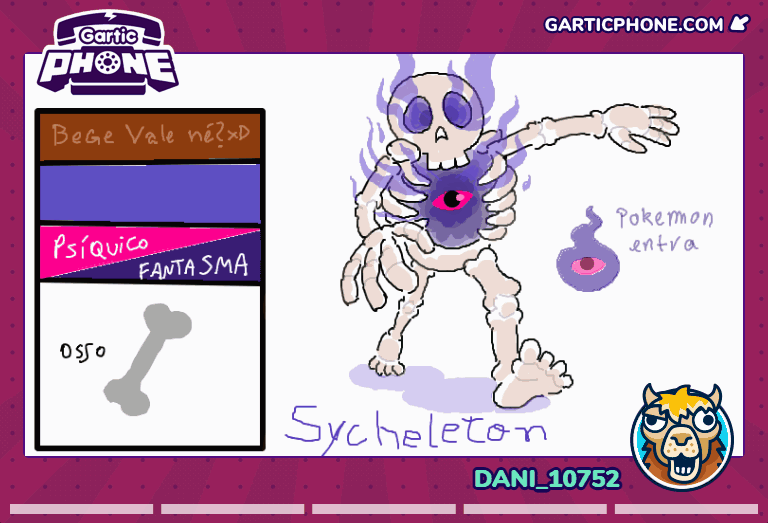 Gartic
PHONE
GARTICPHONE.COM
Bege Vale né?xD
PSíQUico
FANTASMA
OSSO
Pokemon
entra
Sycheleton
DANI_10752